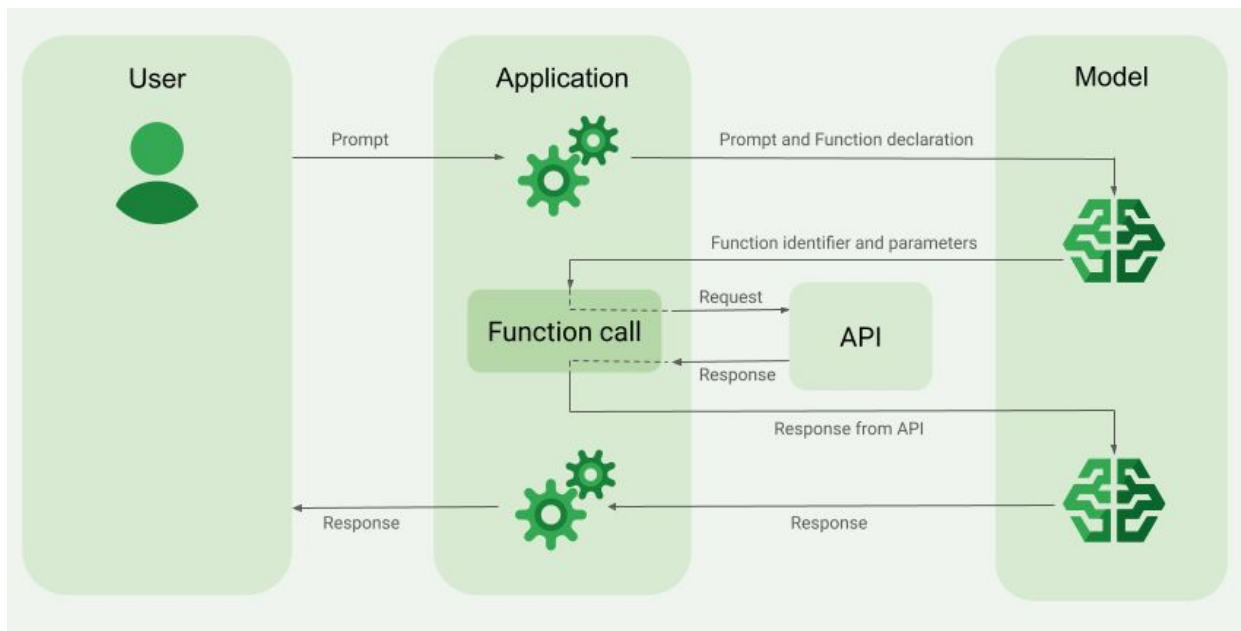 User
Application
Model
Prompt
Prompt and Function declaration
Function identifier and parameters
Request
Function call
API
Response
Response from API
Response
Response